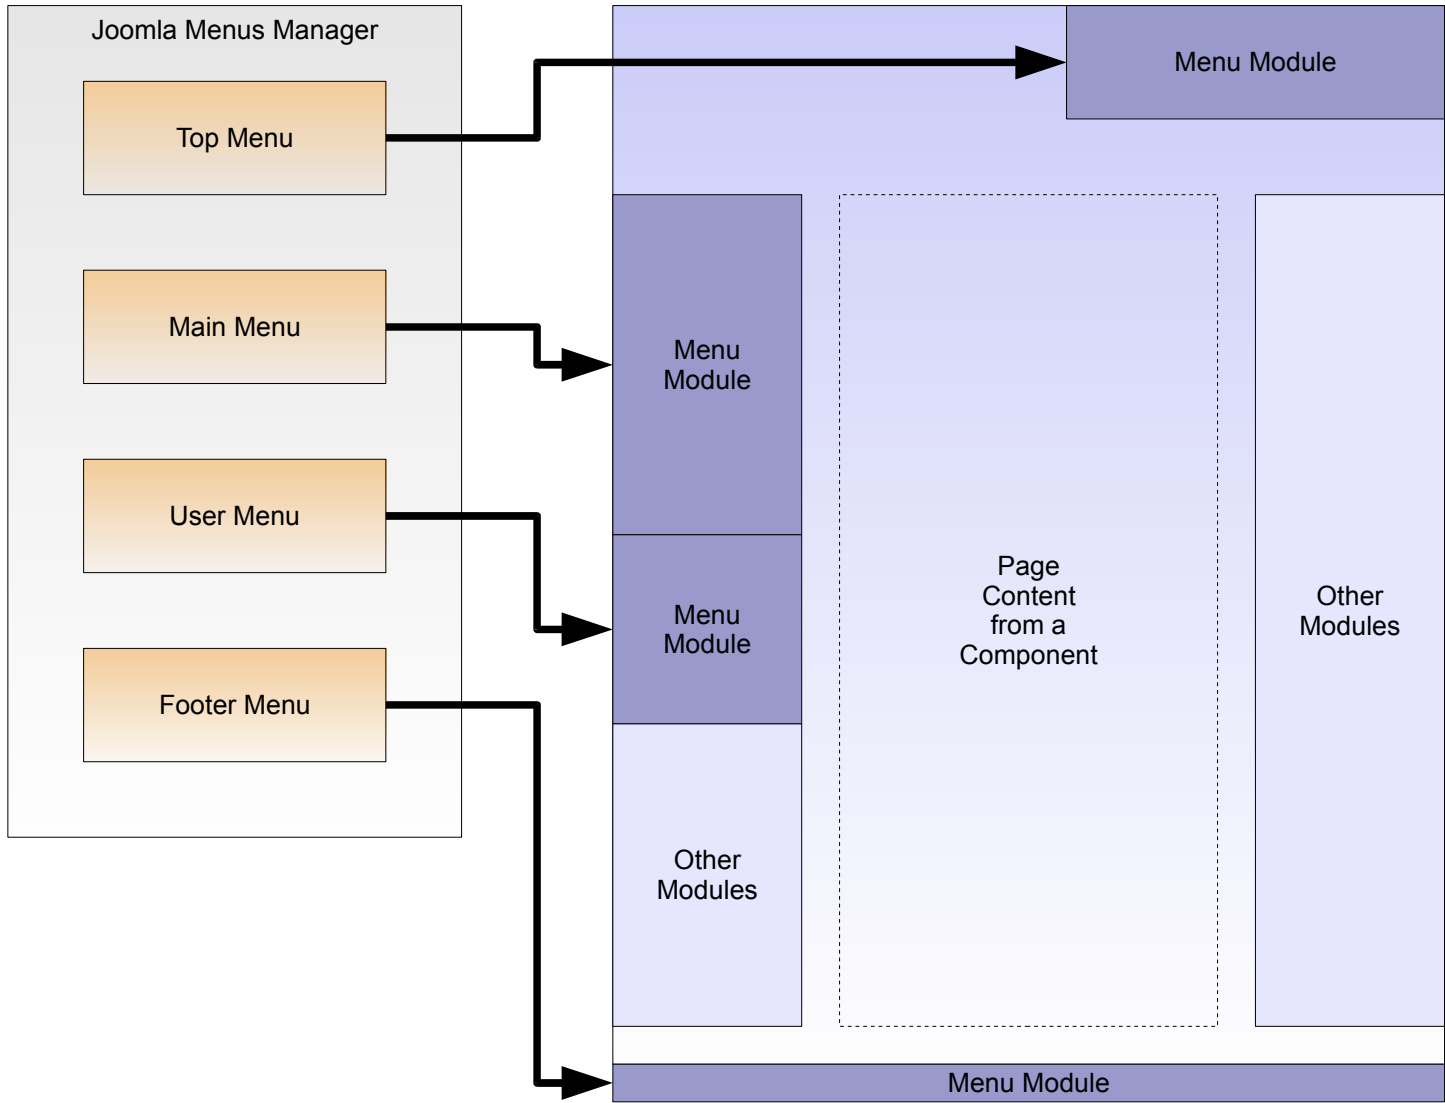 Joomla Menus Manager
Top Menu
Main Menu
User Menu
Footer Menu
Menu Module
Menu
Module
Menu
Module
Other
Modules
Page
Content
from a
Component
Other
Modules
Menu Module